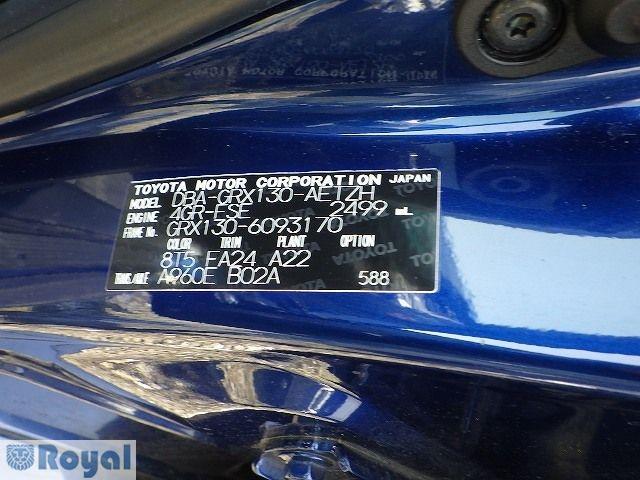 TOYOTA MOTOR CORPORATION JAPAN
MODEL DBA-GRX130-AETZH
ENGINE 4GR-FSE 2499 mL
FRAME No. GRX130-6093170
COLOR TRIM PLANT OPTION
8T5 FA24 A22
TRANS/AXLE A960E B02A 588
Royal